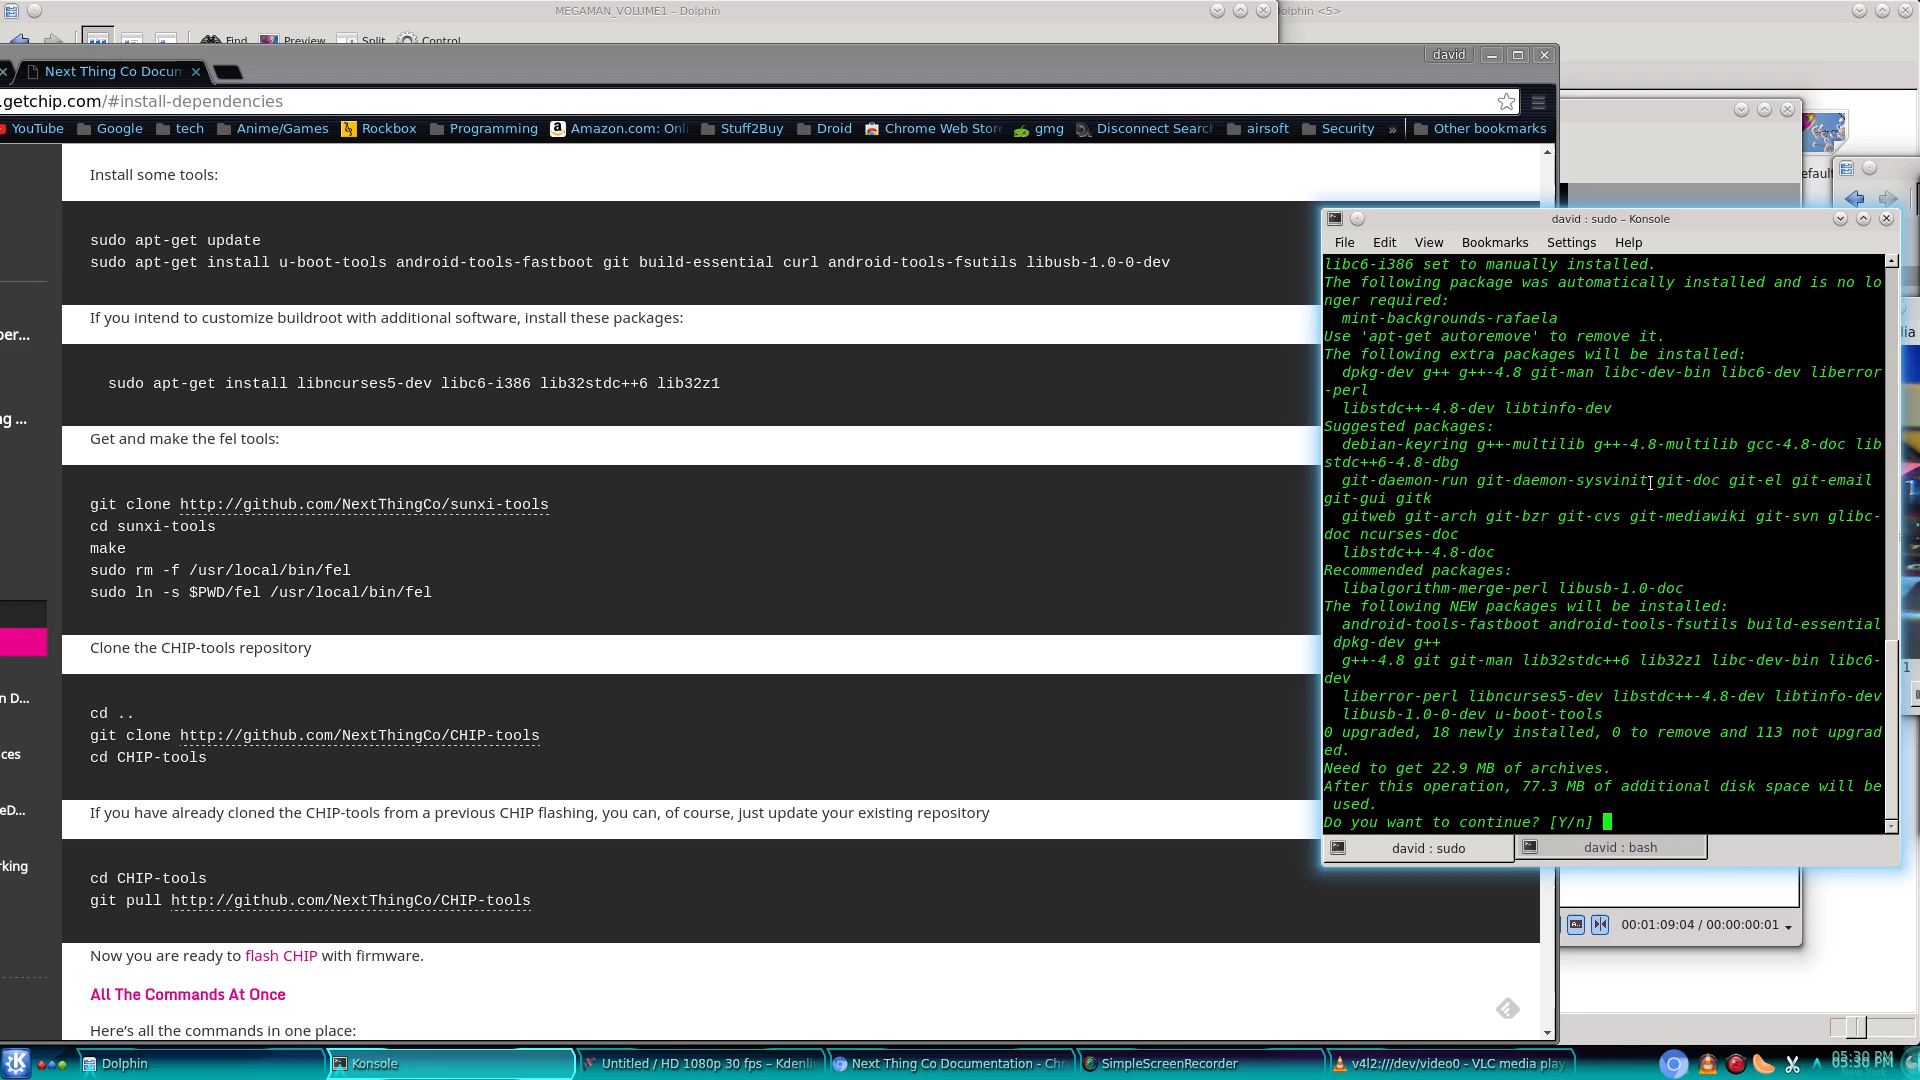 MEGAMAN_VOLUME1 – Dolphin
olphin <5>
Find
Preview
Split
Control
david
Next Thing Co Docum
.getchip.com/#install-dependencies
YouTube
Google
tech
Anime/Games
Rockbox
Programming
Amazon.com: Onl
Stuff2Buy
Droid
Chrome Web Stor
gmg
Disconnect Search
airsoft
Security
»
Other bookmarks
Install some tools:
sudo apt-get update
sudo apt-get install u-boot-tools android-tools-fastboot git build-essential curl android-tools-fsutils libusb-1.0-0-dev
If you intend to customize buildroot with additional software, install these packages:
sudo apt-get install libncurses5-dev libc6-i386 lib32stdc++6 lib32z1
Get and make the fel tools:
git clone http://github.com/NextThingCo/sunxi-tools
cd sunxi-tools
make
sudo rm -f /usr/local/bin/fel
sudo ln -s $PWD/fel /usr/local/bin/fel
Clone the CHIP-tools repository
cd ..
git clone http://github.com/NextThingCo/CHIP-tools
cd CHIP-tools
If you have already cloned the CHIP-tools from a previous CHIP flashing, you can, of course, just update your existing repository
cd CHIP-tools
git pull http://github.com/NextThingCo/CHIP-tools
Now you are ready to flash CHIP with firmware.
All The Commands At Once
Here’s all the commands in one place:
per...
ng ...
n D...
ces
eD...
rking
efault
dia
1
david : sudo – Konsole
File Edit View Bookmarks Settings Help
libc6-i386 set to manually installed.
The following package was automatically installed and is no lo
nger required:
mint-backgrounds-rafaela
Use 'apt-get autoremove' to remove it.
The following extra packages will be installed:
dpkg-dev g++ g++-4.8 git-man libc-dev-bin libc6-dev liberror
-perl
libstdc++-4.8-dev libtinfo-dev
Suggested packages:
debian-keyring g++-multilib g++-4.8-multilib gcc-4.8-doc lib
stdc++6-4.8-dbg
git-daemon-run git-daemon-sysvinit git-doc git-el git-email
git-gui gitk
gitweb git-arch git-bzr git-cvs git-mediawiki git-svn glibc-
doc ncurses-doc
libstdc++-4.8-doc
Recommended packages:
libalgorithm-merge-perl libusb-1.0-doc
The following NEW packages will be installed:
android-tools-fastboot android-tools-fsutils build-essential
dpkg-dev g++
g++-4.8 git git-man lib32stdc++6 lib32z1 libc-dev-bin libc6-
dev
liberror-perl libncurses5-dev libstdc++-4.8-dev libtinfo-dev
libusb-1.0-0-dev u-boot-tools
0 upgraded, 18 newly installed, 0 to remove and 113 not upgrad
ed.
Need to get 22.9 MB of archives.
After this operation, 77.3 MB of additional disk space will be
used.
Do you want to continue? [Y/n]
david : sudo
david : bash
00:01:09:04 / 00:00:00:01
Dolphin
Konsole
Untitled / HD 1080p 30 fps – Kdenli
Next Thing Co Documentation - Chr
SimpleScreenRecorder
v4l2:///dev/video0 - VLC media play
05:30 PM
New York